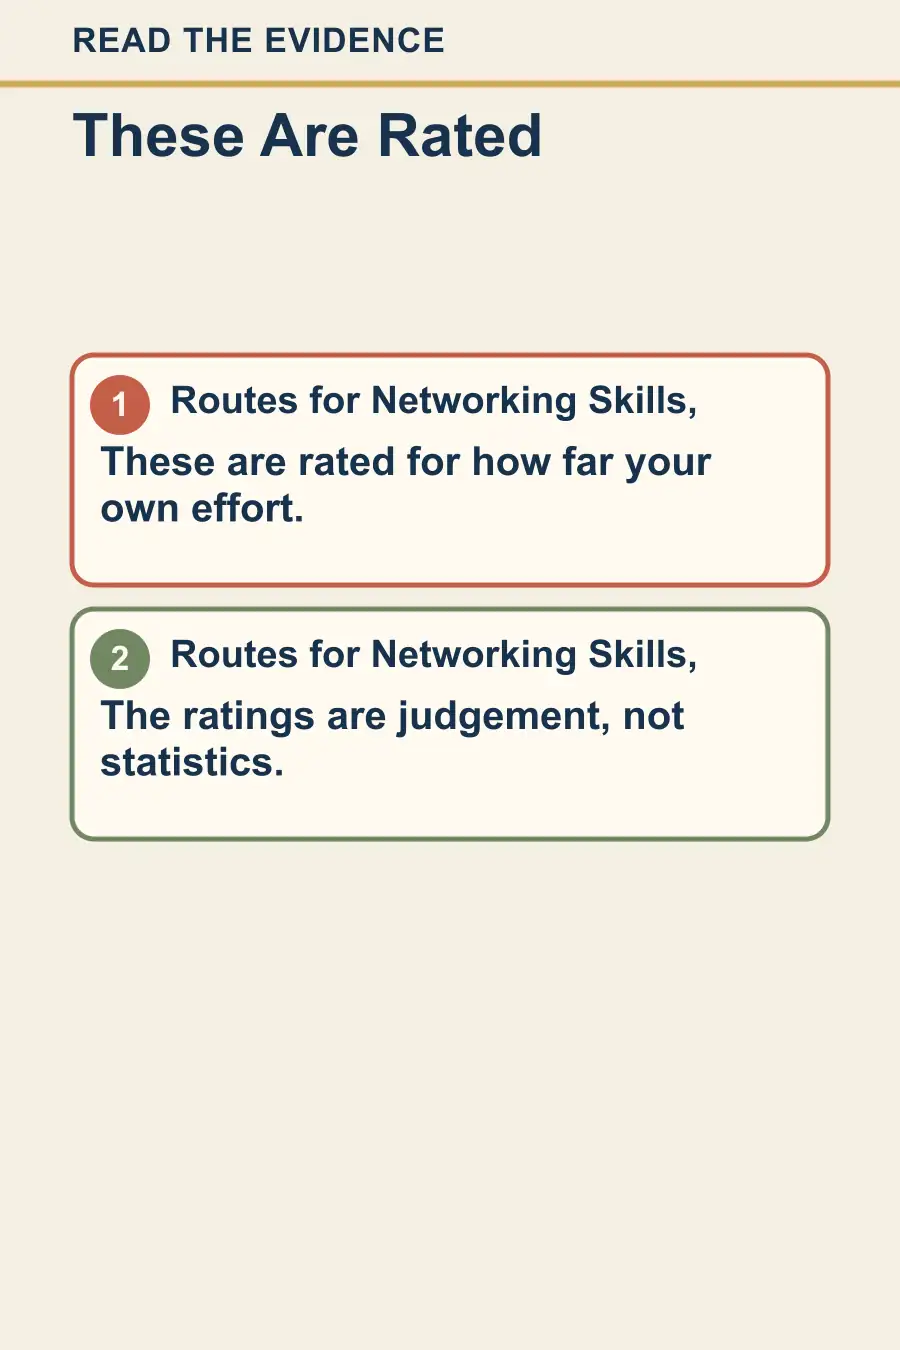 READ THE EVIDENCE
These Are Rated
1 Routes for Networking Skills,
These are rated for how far your
own effort.
2 Routes for Networking Skills,
The ratings are judgement, not
statistics.